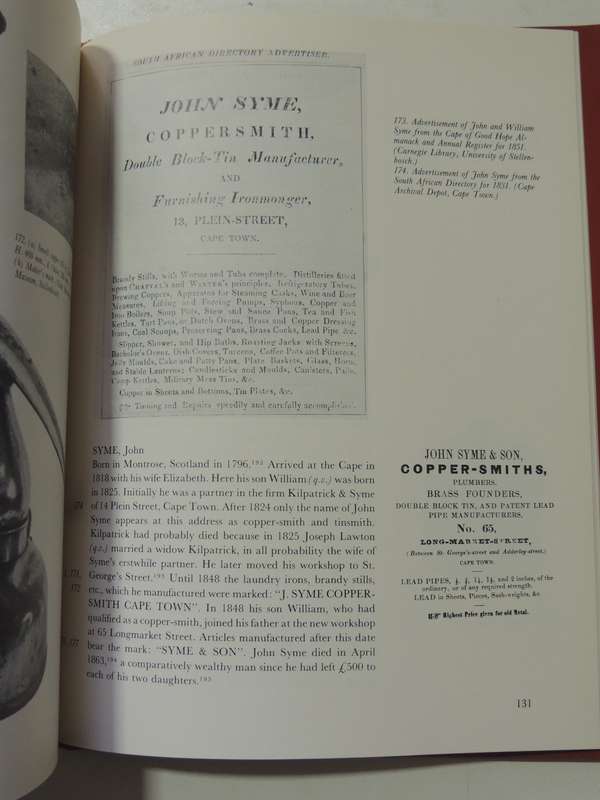 SOUTH AFRICAN DIRECTORY ADVERTISER.
JOHN SYME,
COPPERSMITH,
Double Block-Tin Manufacturer,
AND
Furnishing Ironmonger,
13, PLEIN-STREET,
CAPE TOWN.
Brandy Stills, with Worms and Tubs complete. Distilleries fitted
upon CHAPTAL'S and WANTER'S principles. Refrigeratory Tubes,
Brewing Coppers, Apparatus for Steaming Casks, Wine and Beer
Measures, Lifting and Forcing Pumps, Syphons, Copper and
Iron Boilers, Soup Pots, Stew and Sauce Pans, Tea and Fish
Kettles, Tart Pans, or Dutch Ovens, Brass and Copper Dressing
Irons, Coal Scoops, Preserving Pans, Brass Cocks, Lead Pipe &c.
Slipper, Shower, and Hip Baths, Roasting Jacks with Screens,
Bachelor's Ovens, Dish Covers, Tureens, Coffee Pots and Filterers,
Jelly Moulds, Cake and Patty Pans, Plate Baskets, Glass, Horn,
and Stable Lanterns; Candlesticks and Moulds, Canisters, Pails,
Camp Kettles, Military Mess Tins, &c.
Copper in Sheets and Bottoms, Tin Plates, &c.
Tinning and Repairs speedily and carefully accomplished.
173. Advertisement of John and William
Syme from the Cape of Good Hope Al-
manack and Annual Register for 1851.
(Carnegie Library, University of Stellen-
bosch.)
174. Advertisement of John Syme from the
South African Directory for 1831. (Cape
Archival Depot, Cape Town.)
SYME, John
Born in Montrose, Scotland in 1796.¹⁹⁵ Arrived at the Cape in
1818 with his wife Elizabeth. Here his son William (q.v.) was born
in 1825. Initially he was a partner in the firm Kilpatrick & Syme
174 of 14 Plein Street, Cape Town. After 1824 only the name of John
Syme appears at this address as copper-smith and tinsmith.
Kilpatrick had probably died because in 1825 Joseph Lawton
(q.v.) married a widow Kilpatrick, in all probability the wife of
Syme's erstwhile partner. He later moved his workshop to St.
171, George's Street.¹⁹³ Until 1848 the laundry irons, brandy stills,
172 etc., which he manufactured were marked: "J. SYME COPPER-
SMITH CAPE TOWN". In 1848 his son William, who had
qualified as a copper-smith, joined his father at the new workshop
at 65 Longmarket Street. Articles manufactured after this date
177 bear the mark: "SYME & SON". John Syme died in April
1863,¹⁹⁴ a comparatively wealthy man since he had left £500 to
each of his two daughters.¹⁹⁵
JOHN SYME & SON,
COPPER-SMITHS,
PLUMBERS,
BRASS FOUNDERS,
DOUBLE BLOCK TIN, AND PATENT LEAD
PIPE MANUFACTURERS,
No. 65,
LONG-MARKET-STREET,
(Between St. George's-street and Adderley-street.)
CAPE TOWN.
LEAD PIPES, and 2 inches, of the
ordinary, or of any required strength.
LEAD in Sheets, Pieces, Sash-weights, &c.
&c.
Highest Price given for old Metal.
131